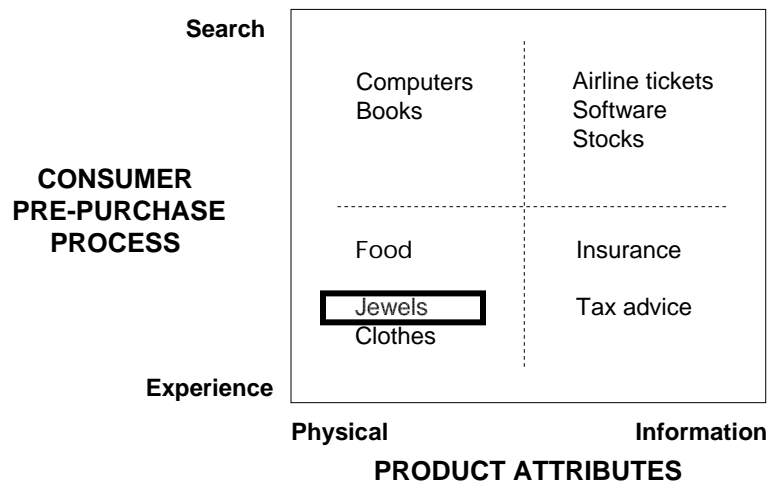 Search
Computers
Books
Airline tickets
Software
Stocks
CONSUMER
PRE-PURCHASE
PROCESS
Food
Jewels
Clothes
Insurance
Tax advice
Experience
Physical
Information
PRODUCT ATTRIBUTES